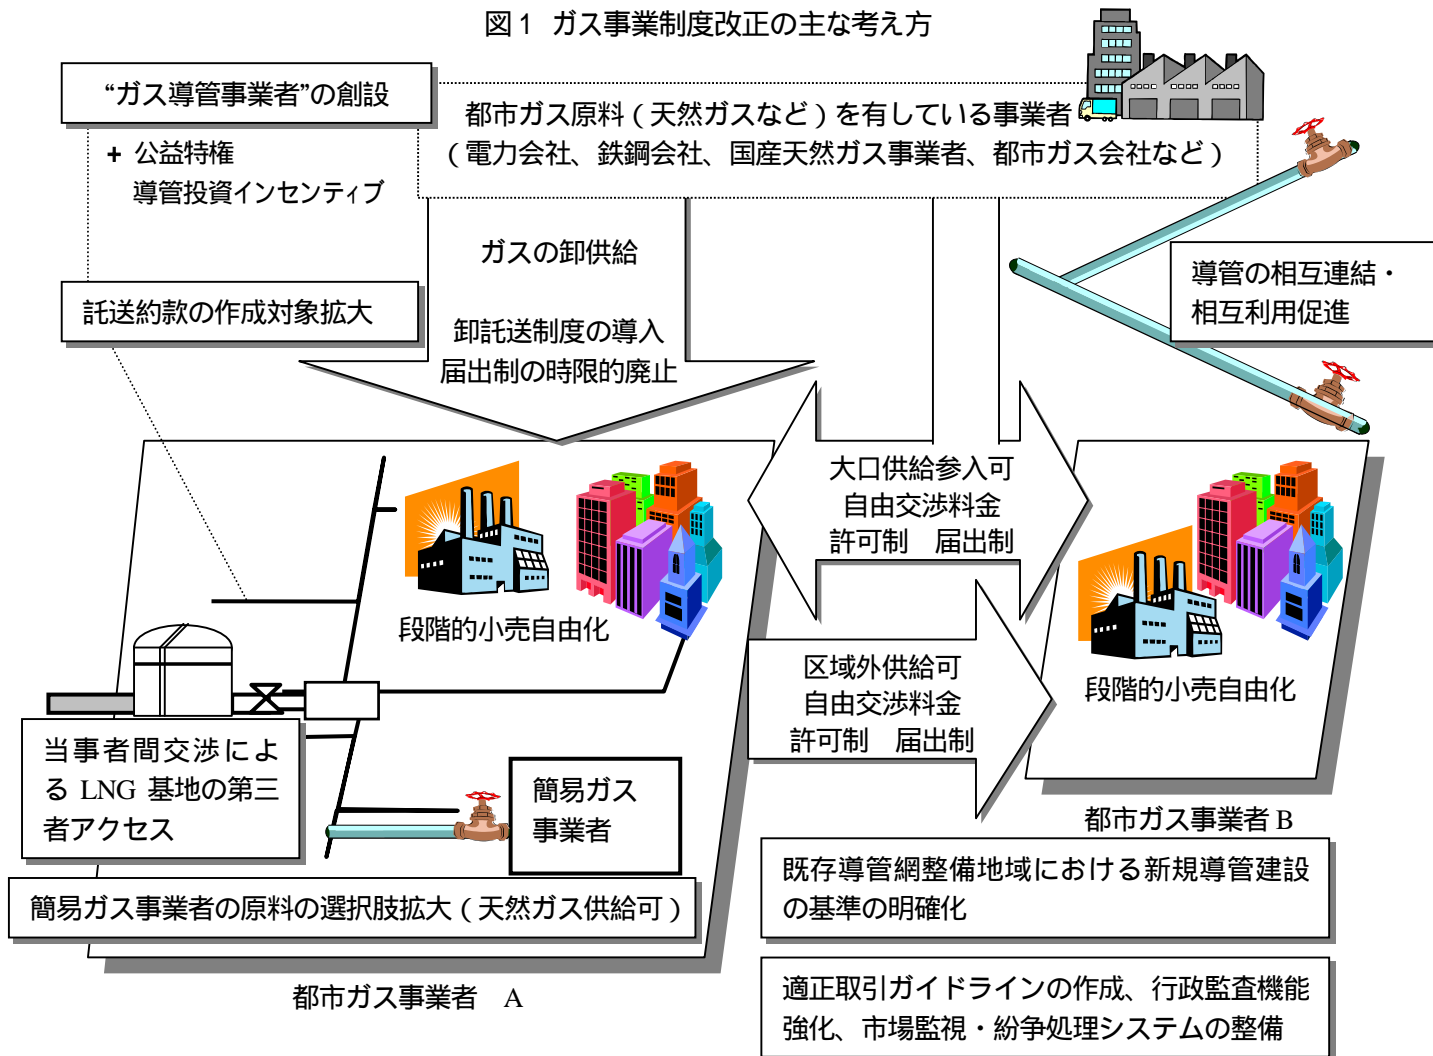 図1 ガス事業制度改正の主な考え方
“ガス導管事業者”の創設
+ 公益特権
導管投資インセンティブ
都市ガス原料（天然ガスなど）を有している事業者
（電力会社、鉄鋼会社、国産天然ガス事業者、都市ガス会社など）
託送約款の作成対象拡大
ガスの卸供給
卸託送制度の導入
届出制の時限的廃止
導管の相互連結・
相互利用促進
大口供給参入可
自由交渉料金
許可制 届出制
段階的小売自由化
区域外供給可
自由交渉料金
許可制 届出制
段階的小売自由化
当事者間交渉によ
る LNG 基地の第三
者アクセス
簡易ガス
事業者
簡易ガス事業者の原料の選択肢拡大（天然ガス供給可）
都市ガス事業者 A
都市ガス事業者 B
既存導管網整備地域における新規導管建設
の基準の明確化
適正取引ガイドラインの作成、行政監査機能
強化、市場監視・紛争処理システムの整備